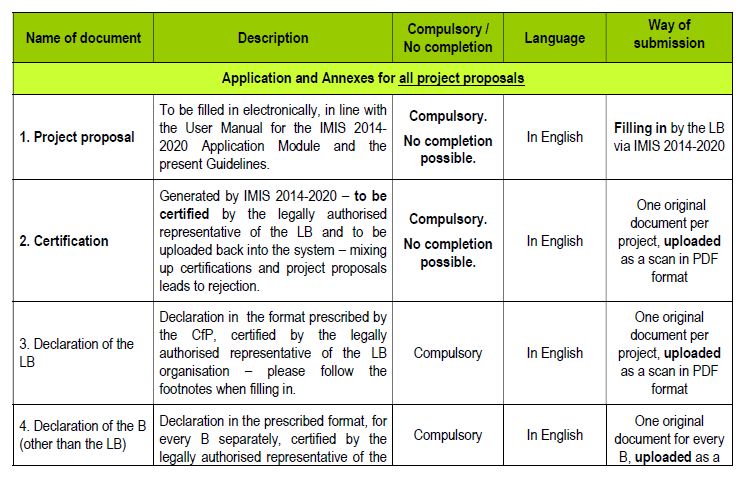 Name of document
Description
Compulsory /
No completion
Language
Way of
submission
Application and Annexes for all project proposals
1. Project proposal
To be filled in electronically, in line with
the User Manual for the IMIS 2014-
2020 Application Module and the
present Guidelines.
Compulsory.
No completion
possible.
In English
Filling in by the LB
via IMIS 2014-2020
2. Certification
Generated by IMIS 2014-2020 – to be
certified by the legally authorised
representative of the LB and to be
uploaded back into the system – mixing
up certifications and project proposals
leads to rejection.
Compulsory.
No completion
possible.
In English
One original
document per
project, uploaded
as a scan in PDF
format
3. Declaration of the
LB
Declaration in the format prescribed by
the CfP, certified by the legally
authorised representative of the LB
organisation – please follow the
footnotes when filling in.
Compulsory
In English
One original
document per
project, uploaded
as a scan in PDF
format
4. Declaration of the B
(other than the LB)
Declaration in the prescribed format, for
every B separately, certified by the
legally authorised representative of the
Compulsory
In English
One original
document for every
B, uploaded as a